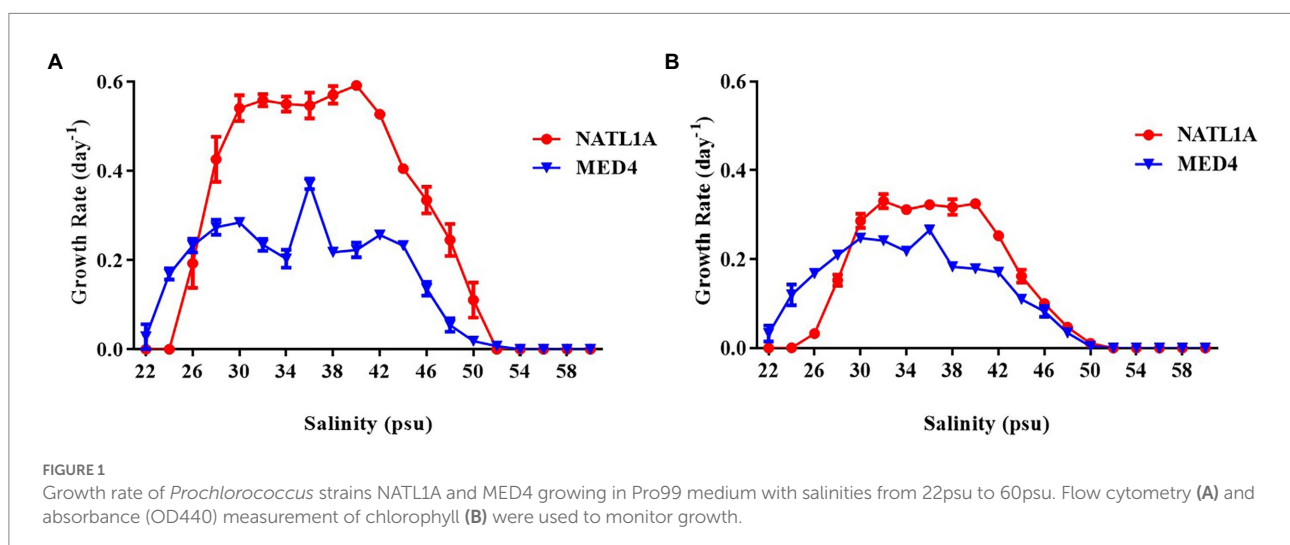 A
0.6
0.4
0.2
0.0
Growth Rate (day-1)
NATL1A
MED4
22 26 30 34 38 42 46 50 54 58
Salinity (psu)
B
0.6
0.4
0.2
0.0
Growth Rate (day-1)
NATL1A
MED4
22 26 30 34 38 42 46 50 54 58
Salinity (psu)
FIGURE 1
Growth rate of Prochlorococcus strains NATL1A and MED4 growing in Pro99 medium with salinities from 22psu to 60psu. Flow cytometry (A) and
absorbance (OD440) measurement of chlorophyll (B) were used to monitor growth.